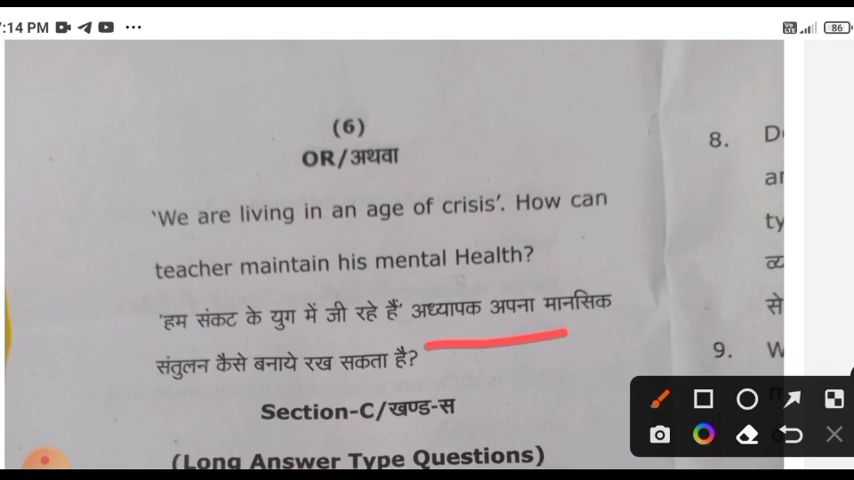 :14 PM
86
(6)
OR/अथवा
'We are living in an age of crisis'. How can
teacher maintain his mental Health?
'हम संकट के युग में जी रहे हैं' अध्यापक अपना मानसिक
संतुलन कैसे बनाये रख सकता है?
Section-C/खण्ड-स
(Long Answer Type Questions)
8.
9.
से
W